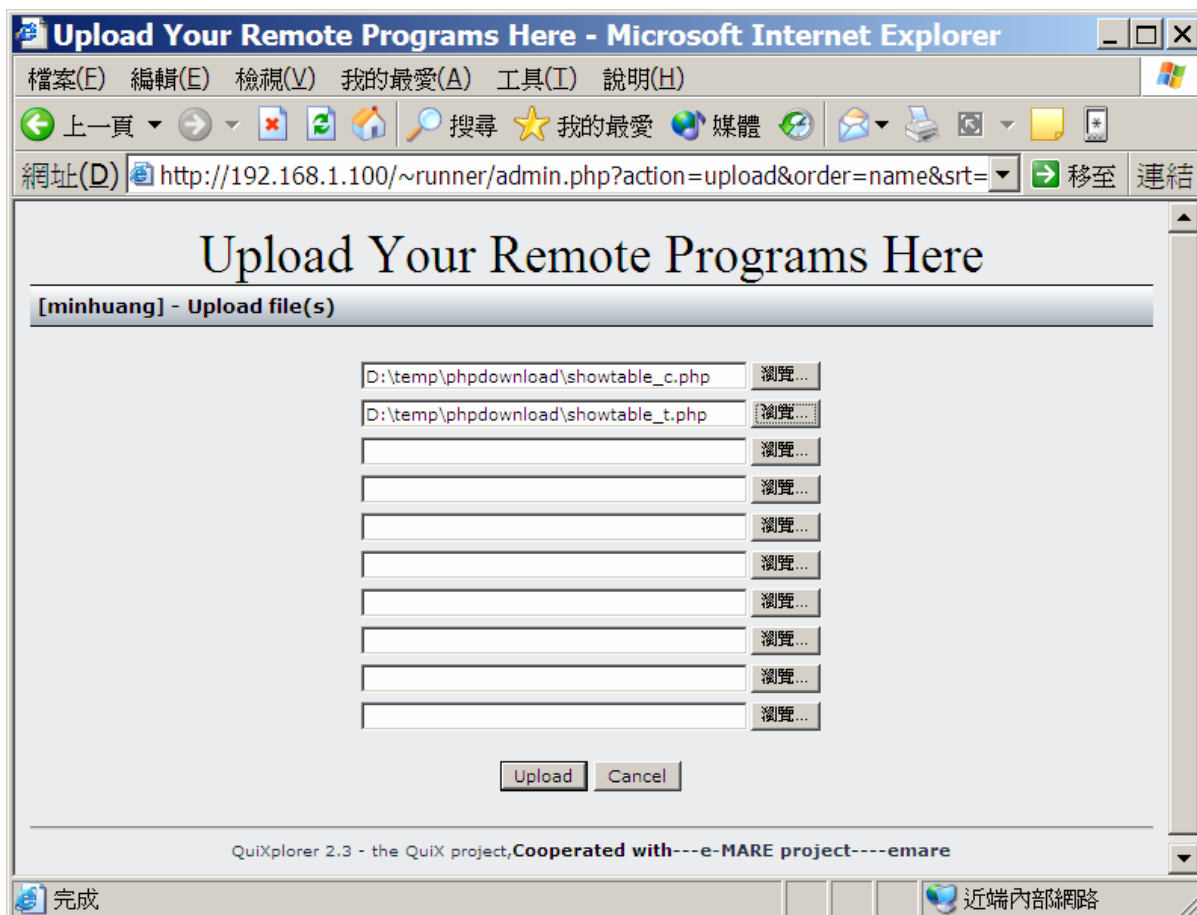 Upload Your Remote Programs Here - Microsoft Internet Explorer
檔案(F) 編輯(E) 檢視(V) 我的最愛(A) 工具(T) 說明(H)
上一頁 搜尋 我的最愛 媒體
網址(D) http://192.168.1.100/~runner/admin.php?action=upload&order=name&srt= 移至 連結
Upload Your Remote Programs Here
[minhuang] - Upload file(s)
D:\temp\phpdownload\showtable_c.php 瀏覽...
D:\temp\phpdownload\showtable_t.php 瀏覽...
瀏覽...
瀏覽...
瀏覽...
瀏覽...
瀏覽...
瀏覽...
瀏覽...
瀏覽...
Upload Cancel
QuiXplorer 2.3 - the QuiX project,Cooperated with---e-MARE project----emare
完成 近端內部網路